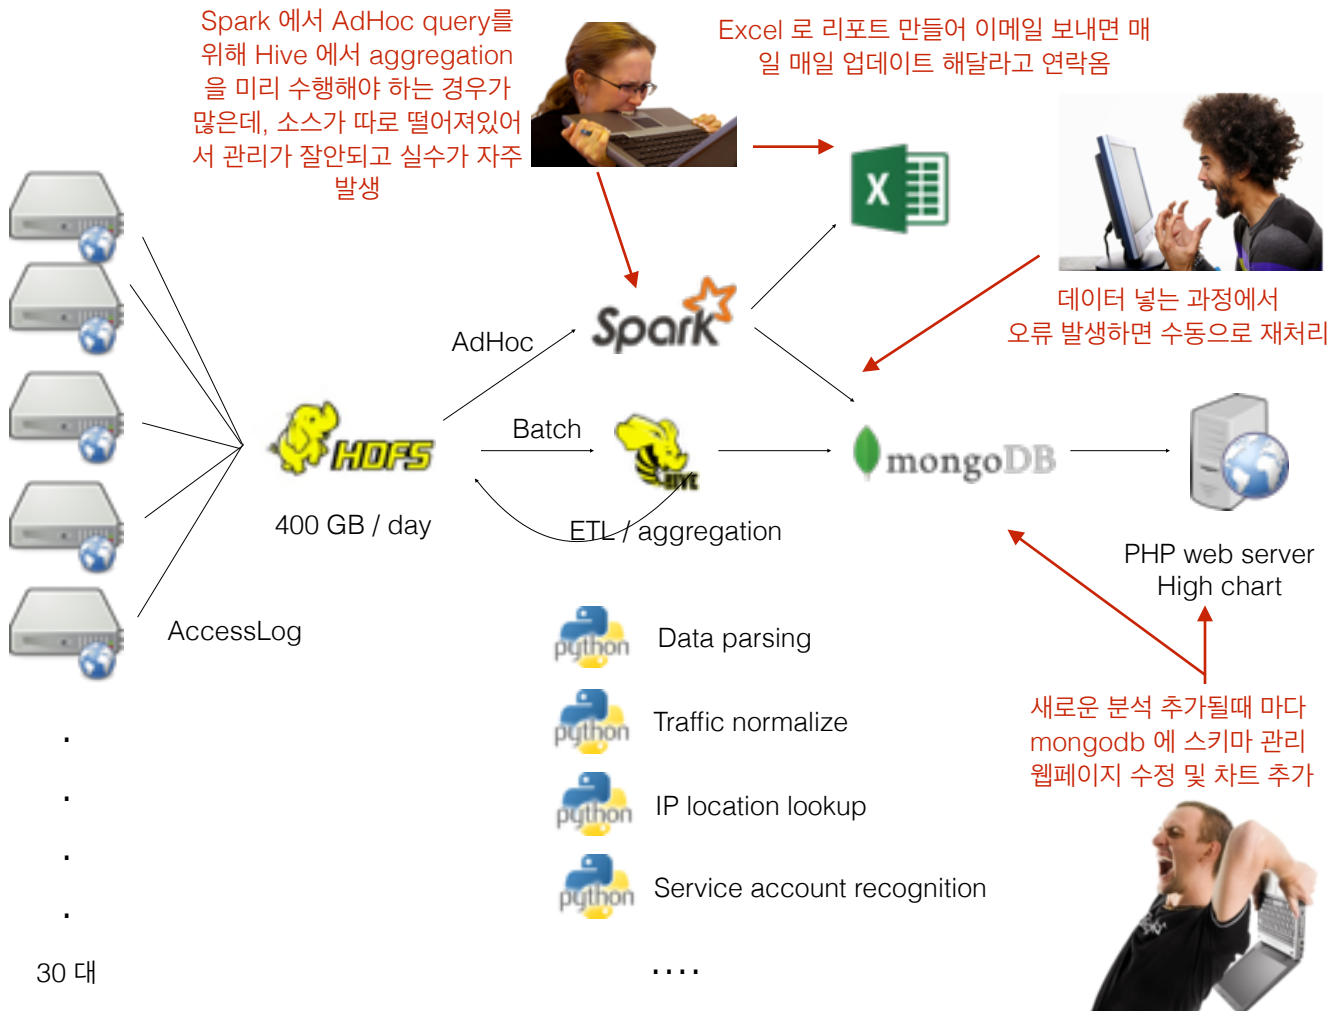 Spark 에서 AdHoc query를
위해 Hive 에서 aggregation
을 미리 수행해야 하는 경우가
많은데, 소스가 따로 떨어져있어
서 관리가 잘안되고 실수가 자주
발생
Excel 로 리포트 만들어 이메일 보내면 매
일 매일 업데이트 해달라고 연락옴
X
데이터 넣는 과정에서
오류 발생하면 수동으로 재처리
Spark
AdHoc
HDFS
Batch
HIVE
mongoDB
400 GB / day
ETL / aggregation
PHP web server
High chart
AccessLog
python
Data parsing
python
Traffic normalize
python
IP location lookup
python
Service account recognition
....
새로운 분석 추가될때 마다
mongodb 에 스키마 관리
웹페이지 수정 및 차트 추가
.
.
.
.
30 대